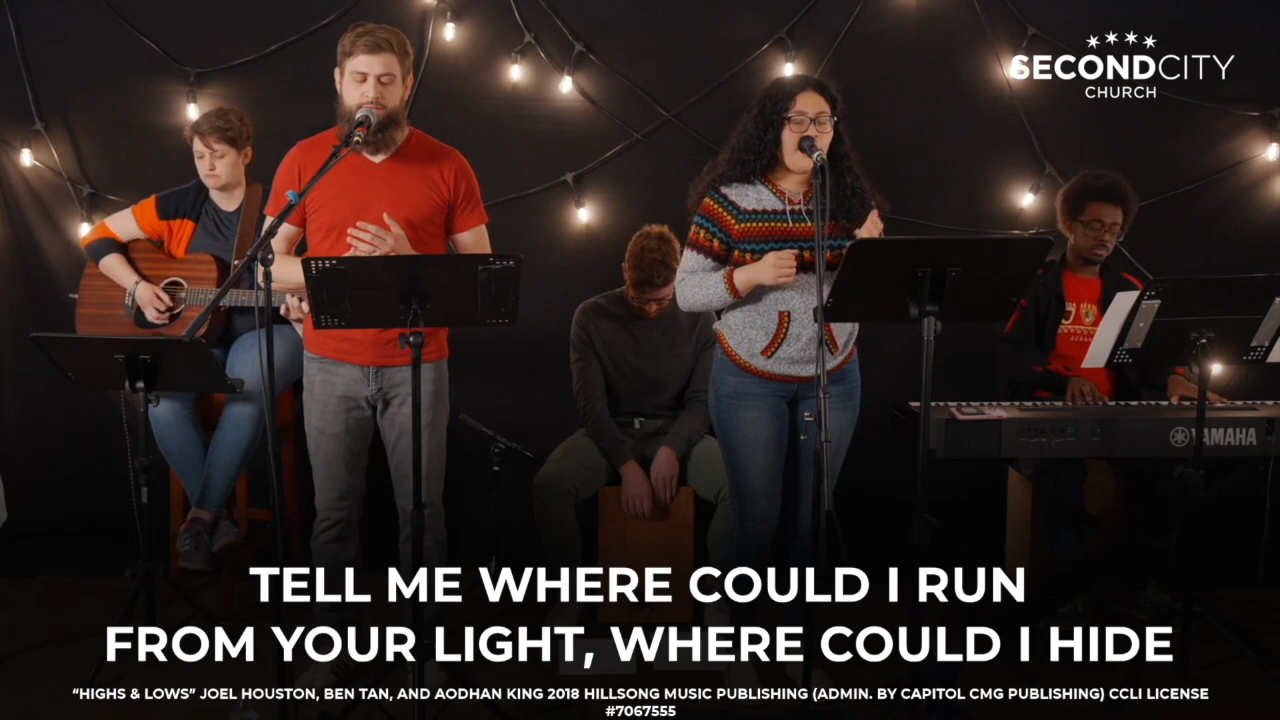 SECONDCITY
CHURCH
YAMAHA
TELL ME WHERE COULD I RUN
FROM YOUR LIGHT, WHERE COULD I HIDE
“HIGHS & LOWS” JOEL HOUSTON, BEN TAN, AND AODHAN KING 2018 HILLSONG MUSIC PUBLISHING (ADMIN. BY CAPITOL CMG PUBLISHING) CCLI LICENSE
#7067555